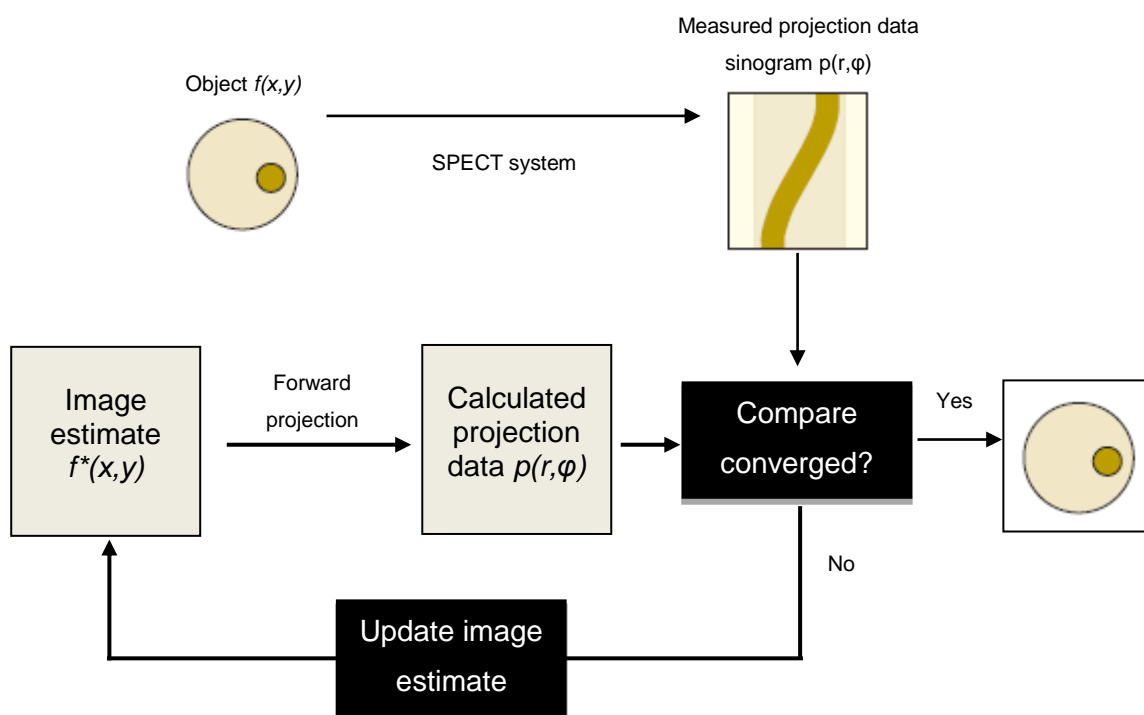 Measured projection data
sinogram p(r,φ)
Object f(x,y)
SPECT system
Image
estimate
f*(x,y)
Forward
projection
Calculated
projection
data p(r,φ)
Compare
converged?
Yes
No
Update image
estimate